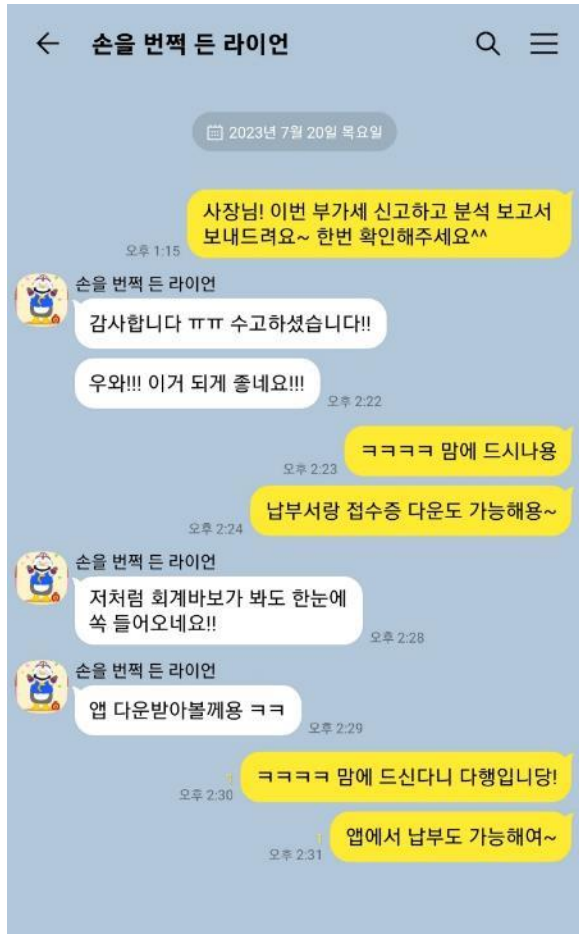 손을 번쩍 든 라이언
2023년 7월 20일 목요일
사장님! 이번 부가세 신고하고 분석 보고서
보내드려요~ 한번 확인해주세요^^
오후 1:15
손을 번쩍 든 라이언
감사합니다 ㅠㅠ 수고하셨습니다!!
우와!!! 이거 되게 좋네요!!!
오후 2:22
ㅋㅋㅋㅋ 맘에 드시나용
오후 2:23
납부서랑 접수증 다운도 가능해용~
오후 2:24
손을 번쩍 든 라이언
저처럼 회계바보가 봐도 한눈에
쏙 들어오네요!!
오후 2:28
손을 번쩍 든 라이언
앱 다운받아볼께용 ㅋㅋ
오후 2:29
1
ㅋㅋㅋㅋ 맘에 드신다니 다행입니당!
오후 2:30
1
앱에서 납부도 가능해여~
오후 2:31